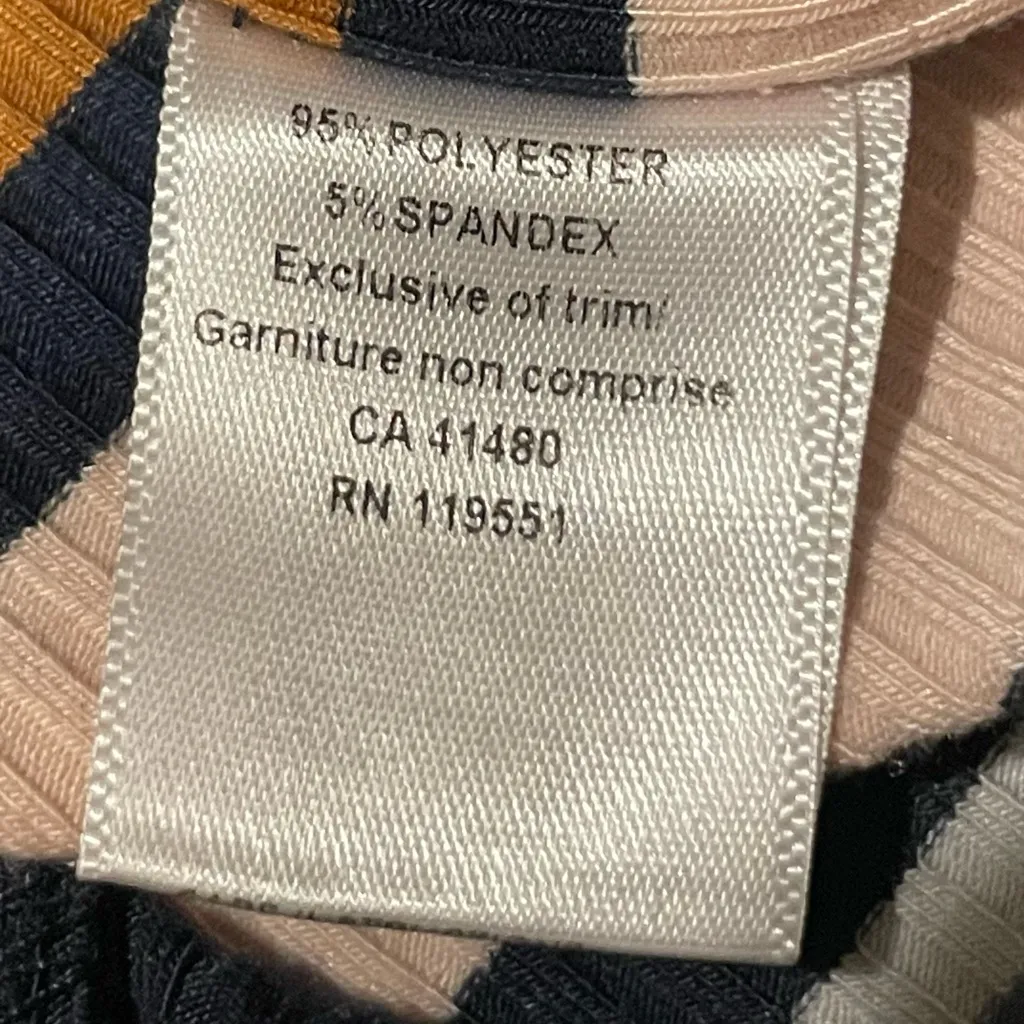 95% POLYESTER
5% SPANDEX
Exclusive of trim/
Garniture non comprise
CA 41480
RN 119551